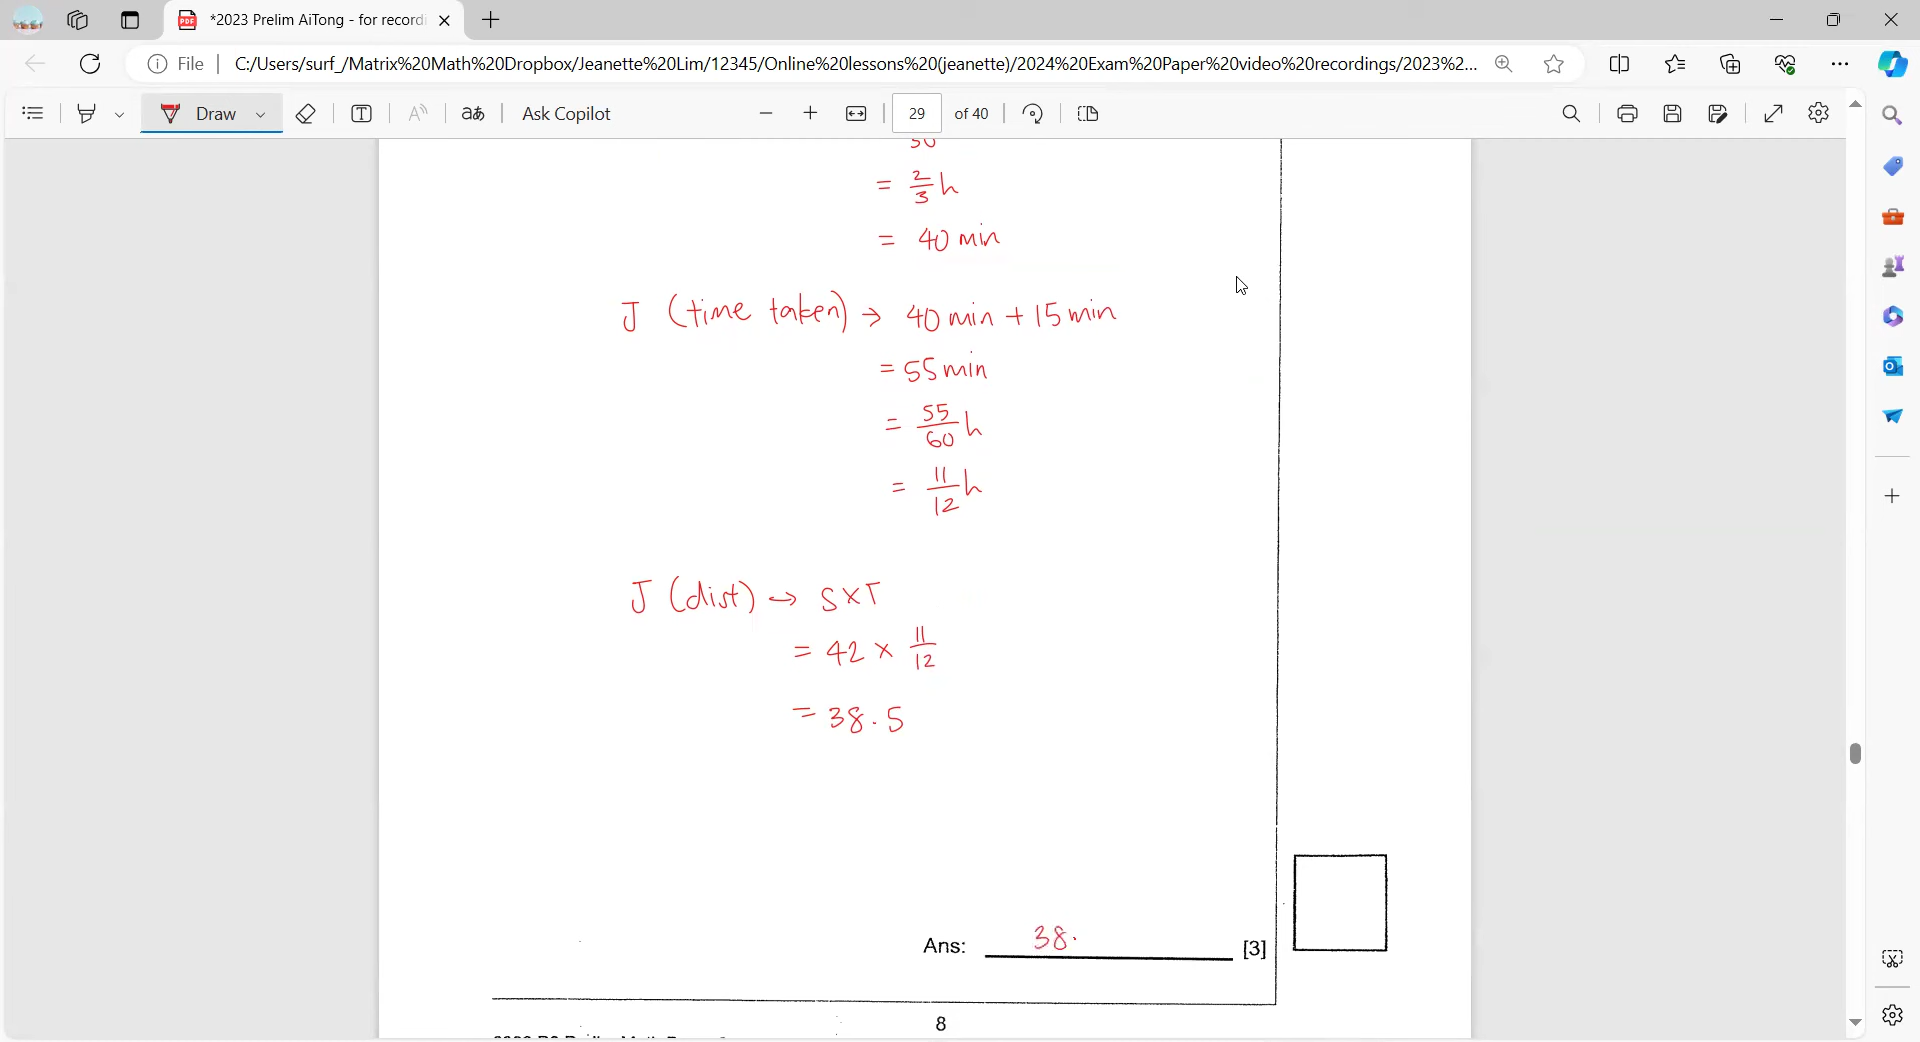 *2023 Prelim AiTong - for record
File C:/Users/surf_/Matrix%20Math%20Dropbox/Jeanette%20Lim/12345/Online%20lessons%20(jeanette)/2024%20Exam%20Paper%20video%20recordings/2023%2...
Draw Ask Copilot 29 of 40
= 2/3 h
= 40 min
J (time taken) → 40 min + 15 min
= 55 min
= 55/60 h
= 11/12 h
J (dist) → S×T
= 42 × 11/12
= 38.5
Ans: 38. [3]
8